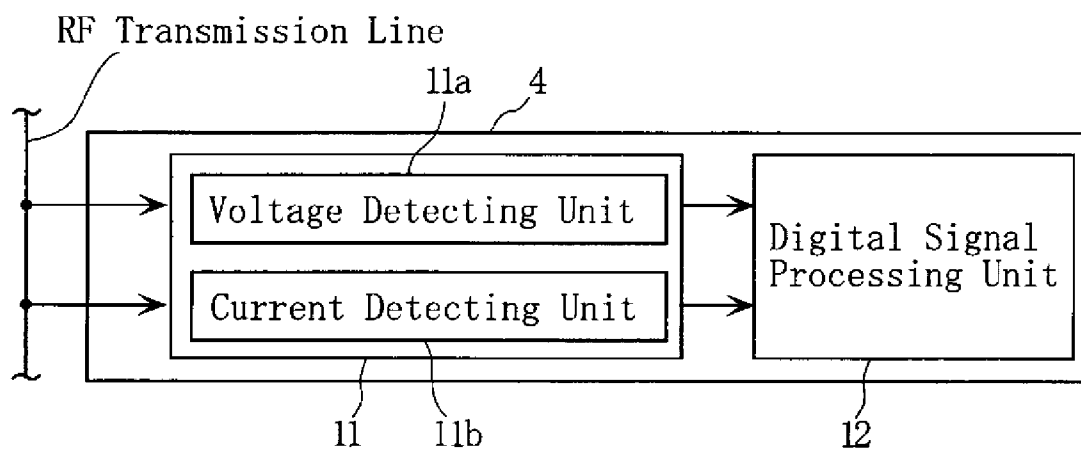 RF Transmission Line
11a
4
Voltage Detecting Unit
Digital Signal
Processing Unit
Current Detecting Unit
11
11b
12